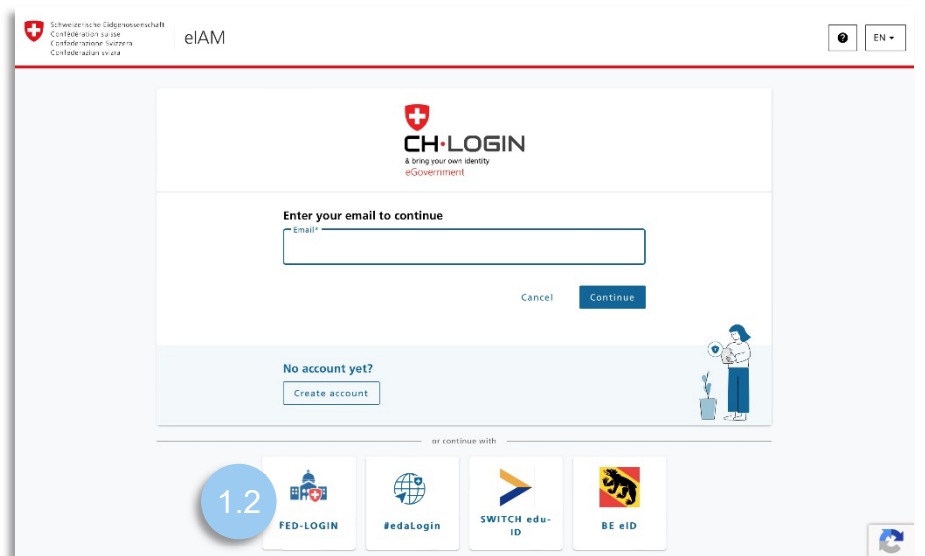 Schweizerische Eidgenossenschaft
Confédération suisse
Confederazione Svizzera
Confederaziun svizra
eIAM
EN
CH·LOGIN
& bring your own identity
eGovernment
Enter your email to continue
Email*
Cancel
Continue
No account yet?
Create account
or continue with
1.2
FED-LOGIN
#edaLogin
SWITCH edu-
ID
BE eID